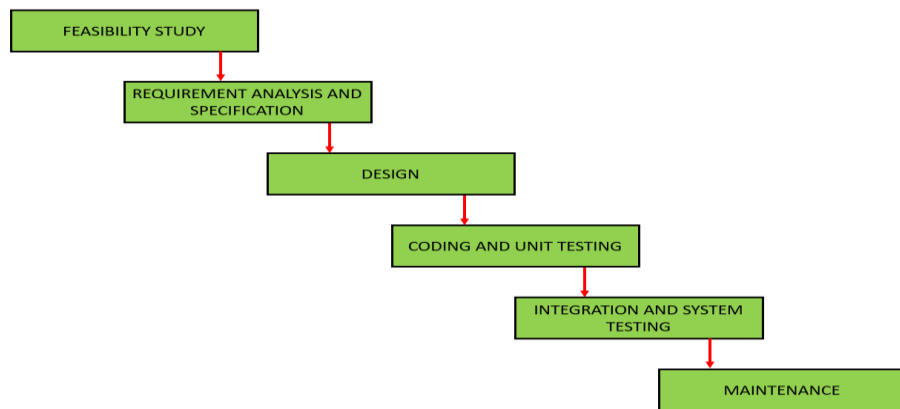 FEASIBILITY STUDY
REQUIREMENT ANALYSIS AND
SPECIFICATION
DESIGN
CODING AND UNIT TESTING
INTEGRATION AND SYSTEM
TESTING
MAINTENANCE